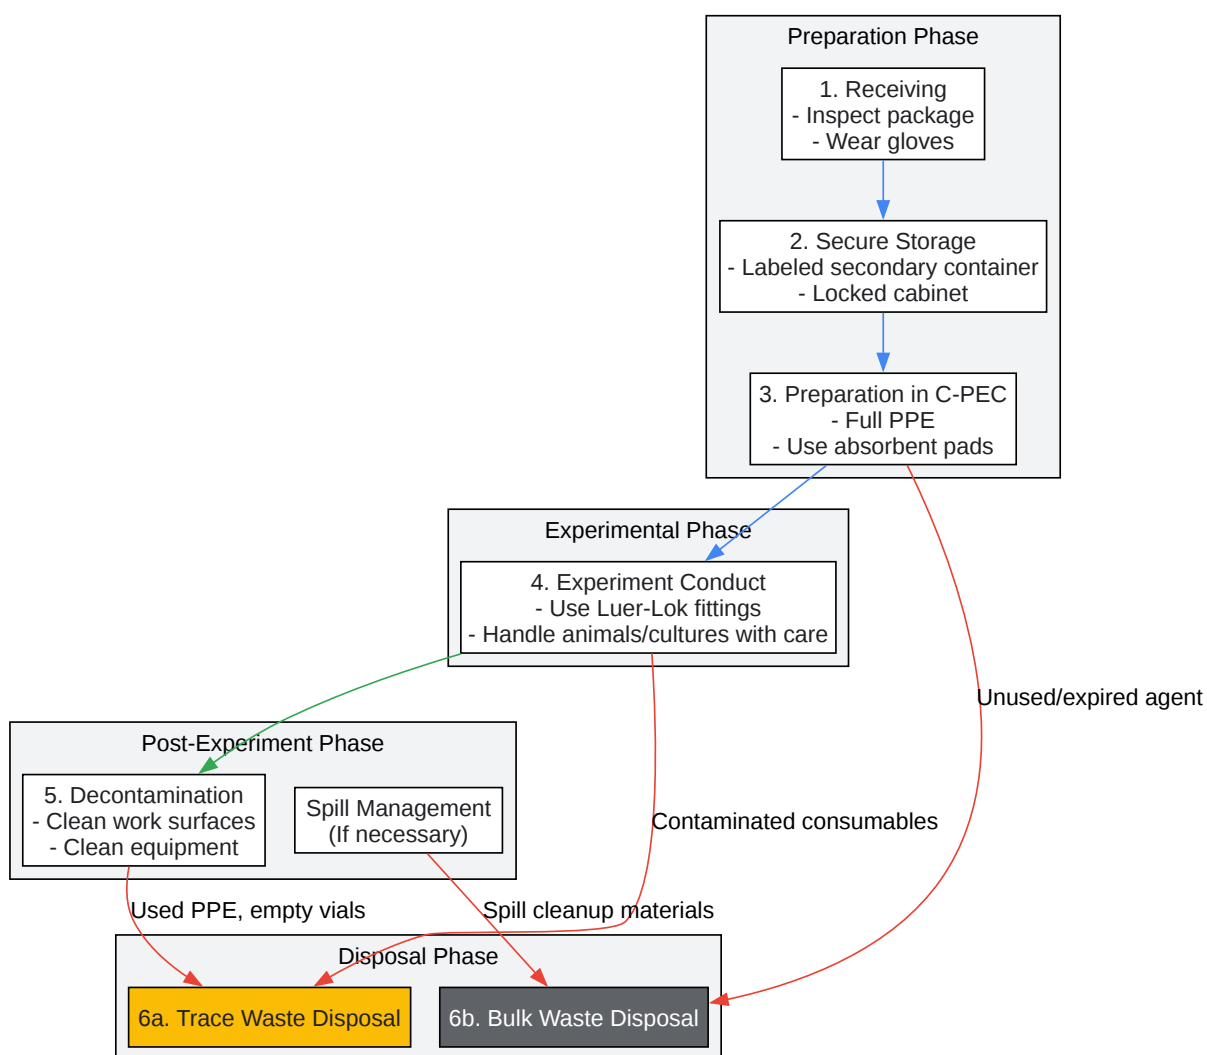 Preparation Phase
1. Receiving
- Inspect package
- Wear gloves
2. Secure Storage
- Labeled secondary container
- Locked cabinet
3. Preparation in C-PEC
- Full PPE
- Use absorbent pads
Experimental Phase
4. Experiment Conduct
- Use Luer-Lok fittings
- Handle animals/cultures with care
Unused/expired agent
Post-Experiment Phase
5. Decontamination
- Clean work surfaces
- Clean equipment
Spill Management
(If necessary)
Contaminated consumables
Used PPE, empty vials
Spill cleanup materials
Disposal Phase
6a. Trace Waste Disposal
6b. Bulk Waste Disposal